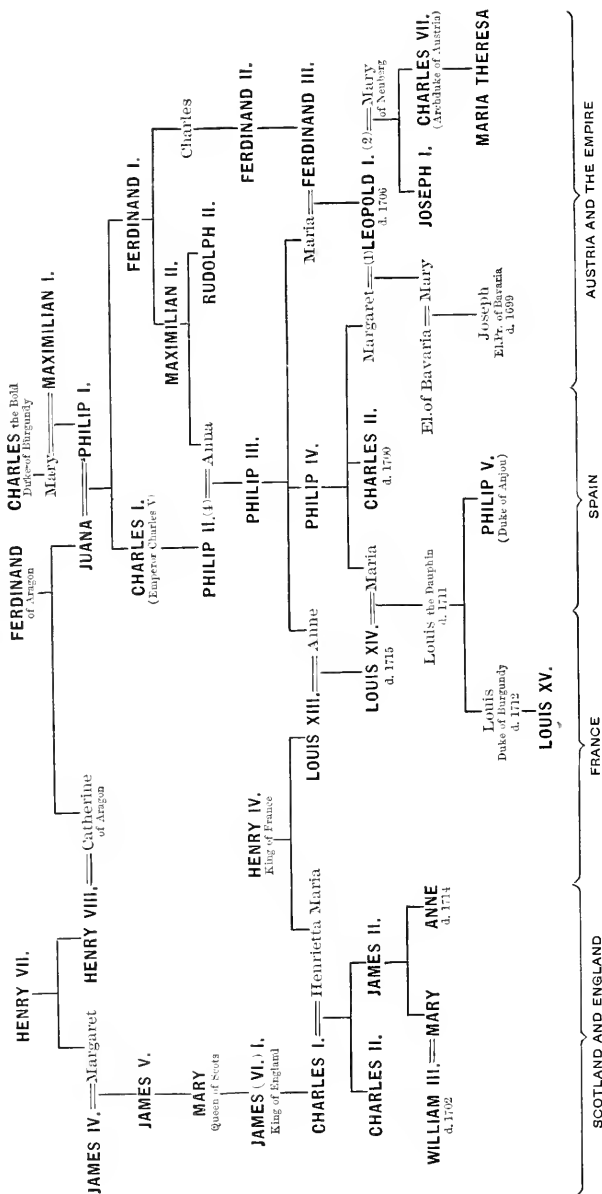 HENRY VII.
FERDINAND
of Aragon
CHARLES the Bold
Duke of Burgundy
Mary=MAXIMILIAN I.
JAMES IV.=Margaret
HENRY VIII.=Catherine
of Aragon
JUANA=PHILIP I.
JAMES V.
CHARLES I.
(Emperor Charles V)
FERDINAND I.
MARY
Queen of Scots
MAXIMILIAN II.
Charles
JAMES (VI.) I.
King of England
PHILIP II.(4)=Anna
RUDOLPH II.
FERDINAND II.
HENRY IV.
King of France
PHILIP III.
CHARLES I.=Henrietta Maria
LOUIS XIII.=Anne
PHILIP IV.
Maria=FERDINAND III.
CHARLES II.
JAMES II.
LOUIS XIV.=Maria
d. 1715
CHARLES II.
d. 1700
Margaret=(1)LEOPOLD I.(2)=Mary
d. 1706
of Neuberg
WILLIAM III.=MARY
d. 1702
ANNE
d. 1714
Louis the Dauphin
d. 1711
El. of Bavaria=Mary
JOSEPH I.
CHARLES VII.
(Archduke of Austria)
Louis
Duke of Burgundy
d. 1712
PHILIP V.
(Duke of Anjou)
Joseph
El.Pr. of Bavaria
d. 1699
MARIA THERESA
LOUIS XV.
SCOTLAND AND ENGLAND
FRANCE
SPAIN
AUSTRIA AND THE EMPIRE